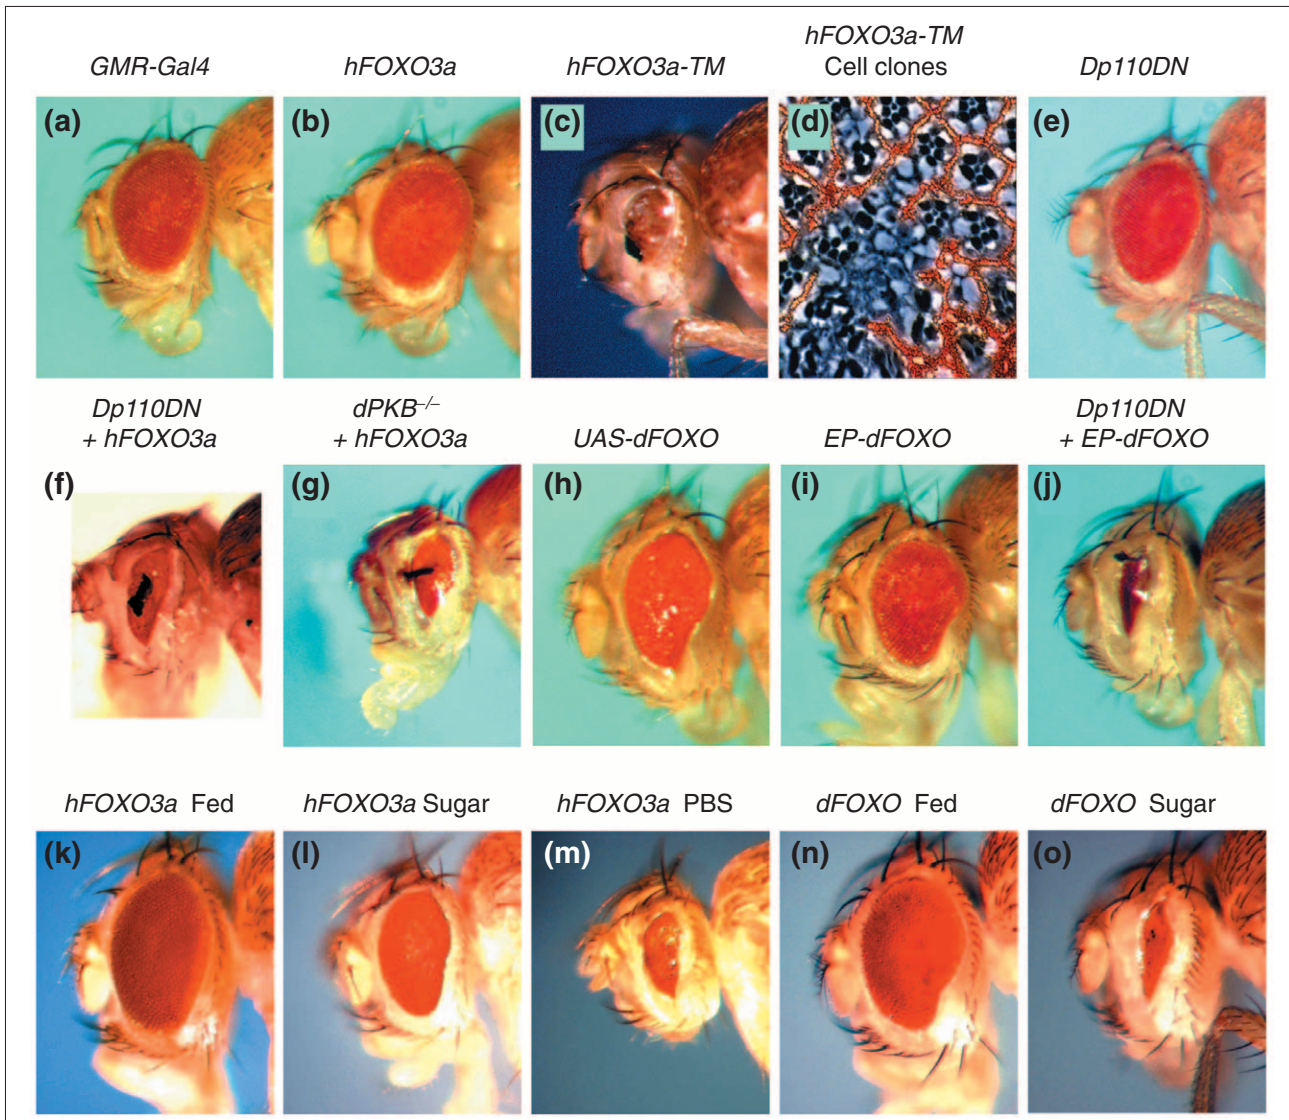 hFOXO3a-TM
GMR-Gal4 hFOXO3a hFOXO3a-TM Cell clones Dp110DN
(a) (b) (c) (d) (e)
Dp110DN dPKB–/– Dp110DN
+ hFOXO3a + hFOXO3a UAS-dFOXO EP-dFOXO + EP-dFOXO
(f) (g) (h) (i) (j)
hFOXO3a Fed hFOXO3a Sugar hFOXO3a PBS dFOXO Fed dFOXO Sugar
(k) (l) (m) (n) (o)